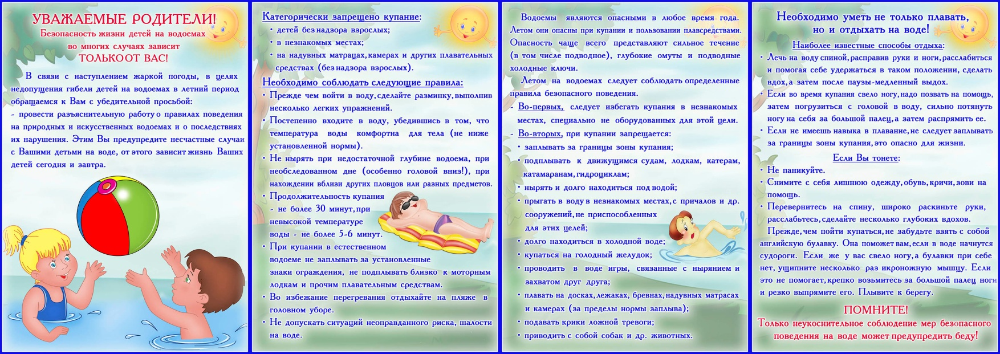 УВАЖАЕМЫЕ РОДИТЕЛИ!
Безопасность жизни детей на водоемах
во многих случаях зависит
ТОЛЬКО ОТ ВАС!
В связи с наступлением жаркой погоды, в целях
недопущения гибели детей на водоемах в летний период
обращаемся к Вам с убедительной просьбой:
- провести разъяснительную работу о правилах поведения
на природных и искусственных водоемах и о последствиях
их нарушения. Этим Вы предупредите несчастные случаи
с Вашими детьми на воде, от этого зависит жизнь Ваших
детей сегодня и завтра.
Категорически запрещено купание:
• детей без надзора взрослых;
• в незнакомых местах;
• на надувных матрацах, камерах и других плавательных
средствах (без надзора взрослых).
Необходимо соблюдать следующие правила:
• Прежде чем войти в воду, сделайте разминку, выполнив
несколько легких упражнений.
• Постепенно входите в воду, убедившись в том, что
температура воды комфортна для тела (не ниже
установленной нормы).
• Не нырять при недостаточной глубине водоема, при
необследованном дне (особенно головой вниз!), при
нахождении вблизи других пловцов или разных предметов.
• Продолжительность купания
- не более 30 минут, при
невысокой температуре
воды - не более 5-6 минут.
• При купании в естественном
водоеме не заплывать за установленные
знаки ограждения, не подплывать близко к моторным
лодкам и прочим плавательным средствам.
• Во избежание перегревания отдыхайте на пляже в
головном уборе.
• Не допускать ситуаций неоправданного риска, шалости
на воде.
Водоемы являются опасными в любое время года.
Летом они опасны при купании и пользовании плавсредствами.
Опасность чаще всего представляют сильное течение
(в том числе подводное), глубокие омуты и подводные
холодные ключи.
Летом на водоемах следует соблюдать определенные
правила безопасного поведения.
- Во-первых, следует избегать купания в незнакомых
местах, специально не оборудованных для этой цели.
- Во-вторых, при купании запрещается:
• заплывать за границы зоны купания;
• подплывать к движущимся судам, лодкам, катерам,
катамаранам, гидроциклам;
• нырять и долго находиться под водой;
• прыгать в воду в незнакомых местах, с причалов и др.
сооружений, не приспособленных
для этих целей;
• долго находиться в холодной воде;
• купаться на голодный желудок;
• проводить в воде игры, связанные с нырянием и
захватом друг друга;
• плавать на досках, лежаках, бревнах, надувных матрасах
и камерах (за пределы нормы заплыва);
• подавать крики ложной тревоги;
• приводить с собой собак и др. животных.
Необходимо уметь не только плавать,
но и отдыхать на воде!
Наиболее известные способы отдыха:
• Лечь на воду спиной, расправив руки и ноги, расслабиться
и помогая себе удержаться в таком положении, сделать
вдох, а затем после паузы-медленный выдох.
• Если во время купания свело ногу, надо позвать на помощь,
затем погрузиться с головой в воду, сильно потянуть
ногу на себя за большой палец, а затем распрямить ее.
• Если не имеешь навыка в плавание, не следует заплывать
за границы зоны купания, это опасно для жизни.
Если Вы тонете:
• Не паникуйте.
• Снимите с себя лишнюю одежду, обувь, кричи, зови на
помощь.
• Перевернитесь на спину, широко раскиньте руки,
расслабьтесь, сделайте несколько глубоких вдохов.
Прежде, чем пойти купаться, не забудьте взять с собой
английскую булавку. Она поможет вам, если в воде начнутся
судороги. Если же у вас свело ногу, а булавки при себе
нет, ущипните несколько раз икроножную мышцу. Если
это не помогает, крепко возьмитесь за большой палец ноги
и резко выпрямите его. Плывите к берегу.
ПОМНИТЕ!
Только неукоснительное соблюдение мер безопасного
поведения на воде может предупредить беду!